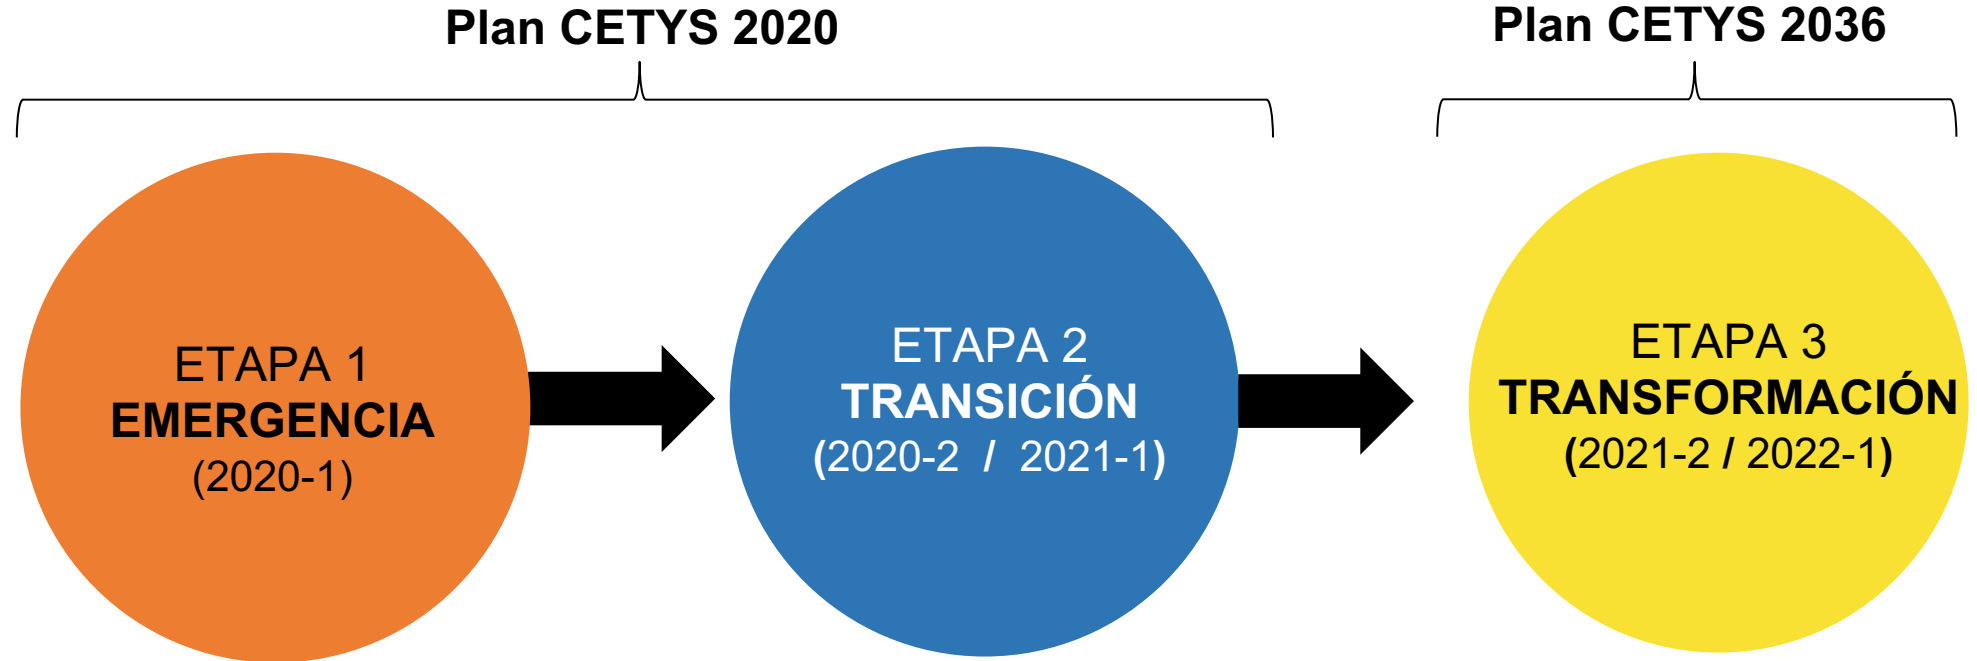 Plan CETYS 2020
Plan CETYS 2036
ETAPA 1
EMERGENCIA
(2020-1)
ETAPA 2
TRANSICIÓN
(2020-2 / 2021-1)
ETAPA 3
TRANSFORMACIÓN
(2021-2 / 2022-1)